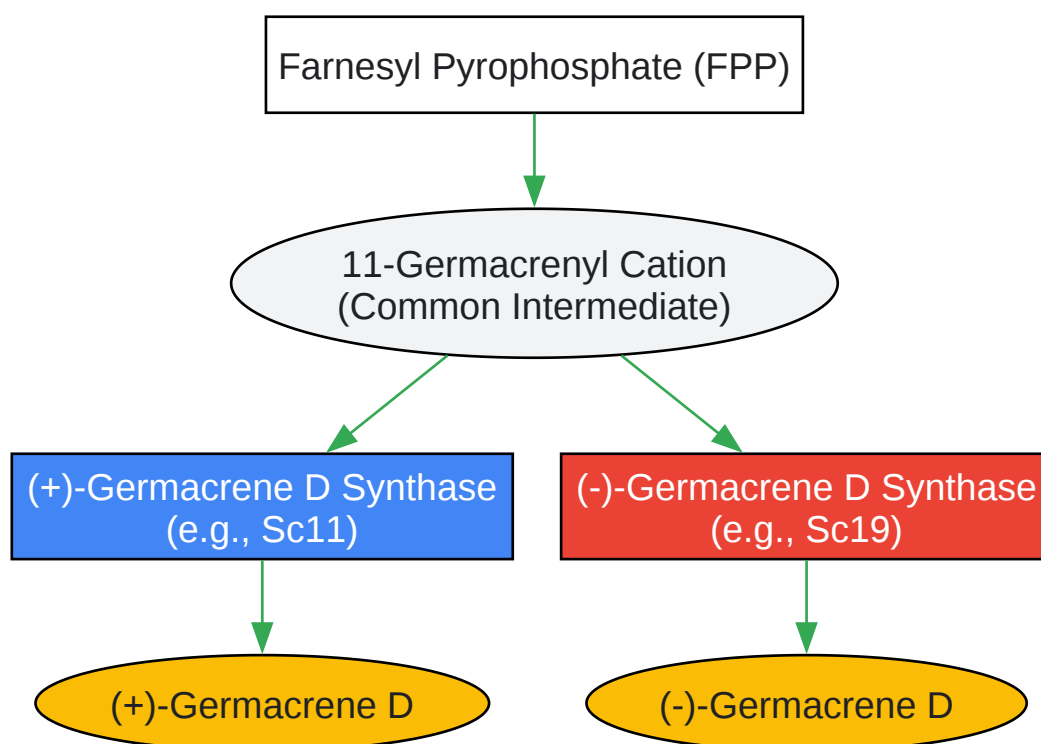 Farnesyl Pyrophosphate (FPP)
11-Germacrenyl Cation
(Common Intermediate)
(+)-Germacrene D Synthase
(e.g., Sc11)
(-)-Germacrene D Synthase
(e.g., Sc19)
(+)-Germacrene D
(-)-Germacrene D